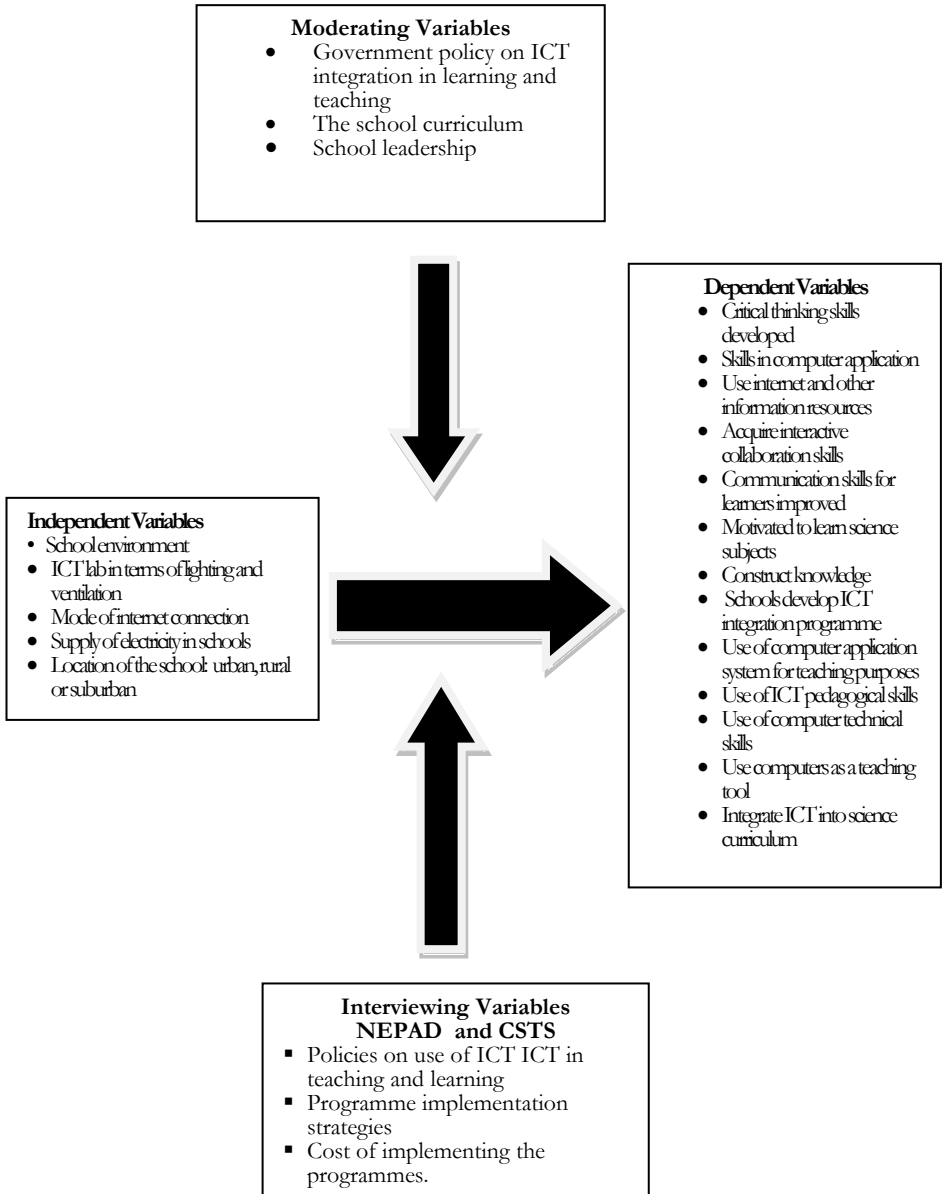 Moderating Variables
• Government policy on ICT
integration in learning and
teaching
• The school curriculum
• School leadership
Dependent Variables
• Critical thinking skills
developed
• Skills in computer application
• Use internet and other
information resources
• Acquire interactive
collaboration skills
• Communication skills for
learners improved
• Motivated to learn science
subjects
• Construct knowledge
• Schools develop ICT
integration programme
• Use of computer application
system for teaching purposes
• Use of ICT pedagogical skills
• Use of computer technical
skills
• Use computers as a teaching
tool
• Integrate ICT into science
curriculum
Independent Variables
• School environment
• ICT lab in terms of lighting and
ventilation
• Mode of internet connection
• Supply of electricity in schools
• Location of the school: urban, rural
or suburban
Interviewing Variables
NEPAD and CSTS
▪ Policies on use of ICT ICT in
teaching and learning
▪ Programme implementation
strategies
▪ Cost of implementing the
programmes.